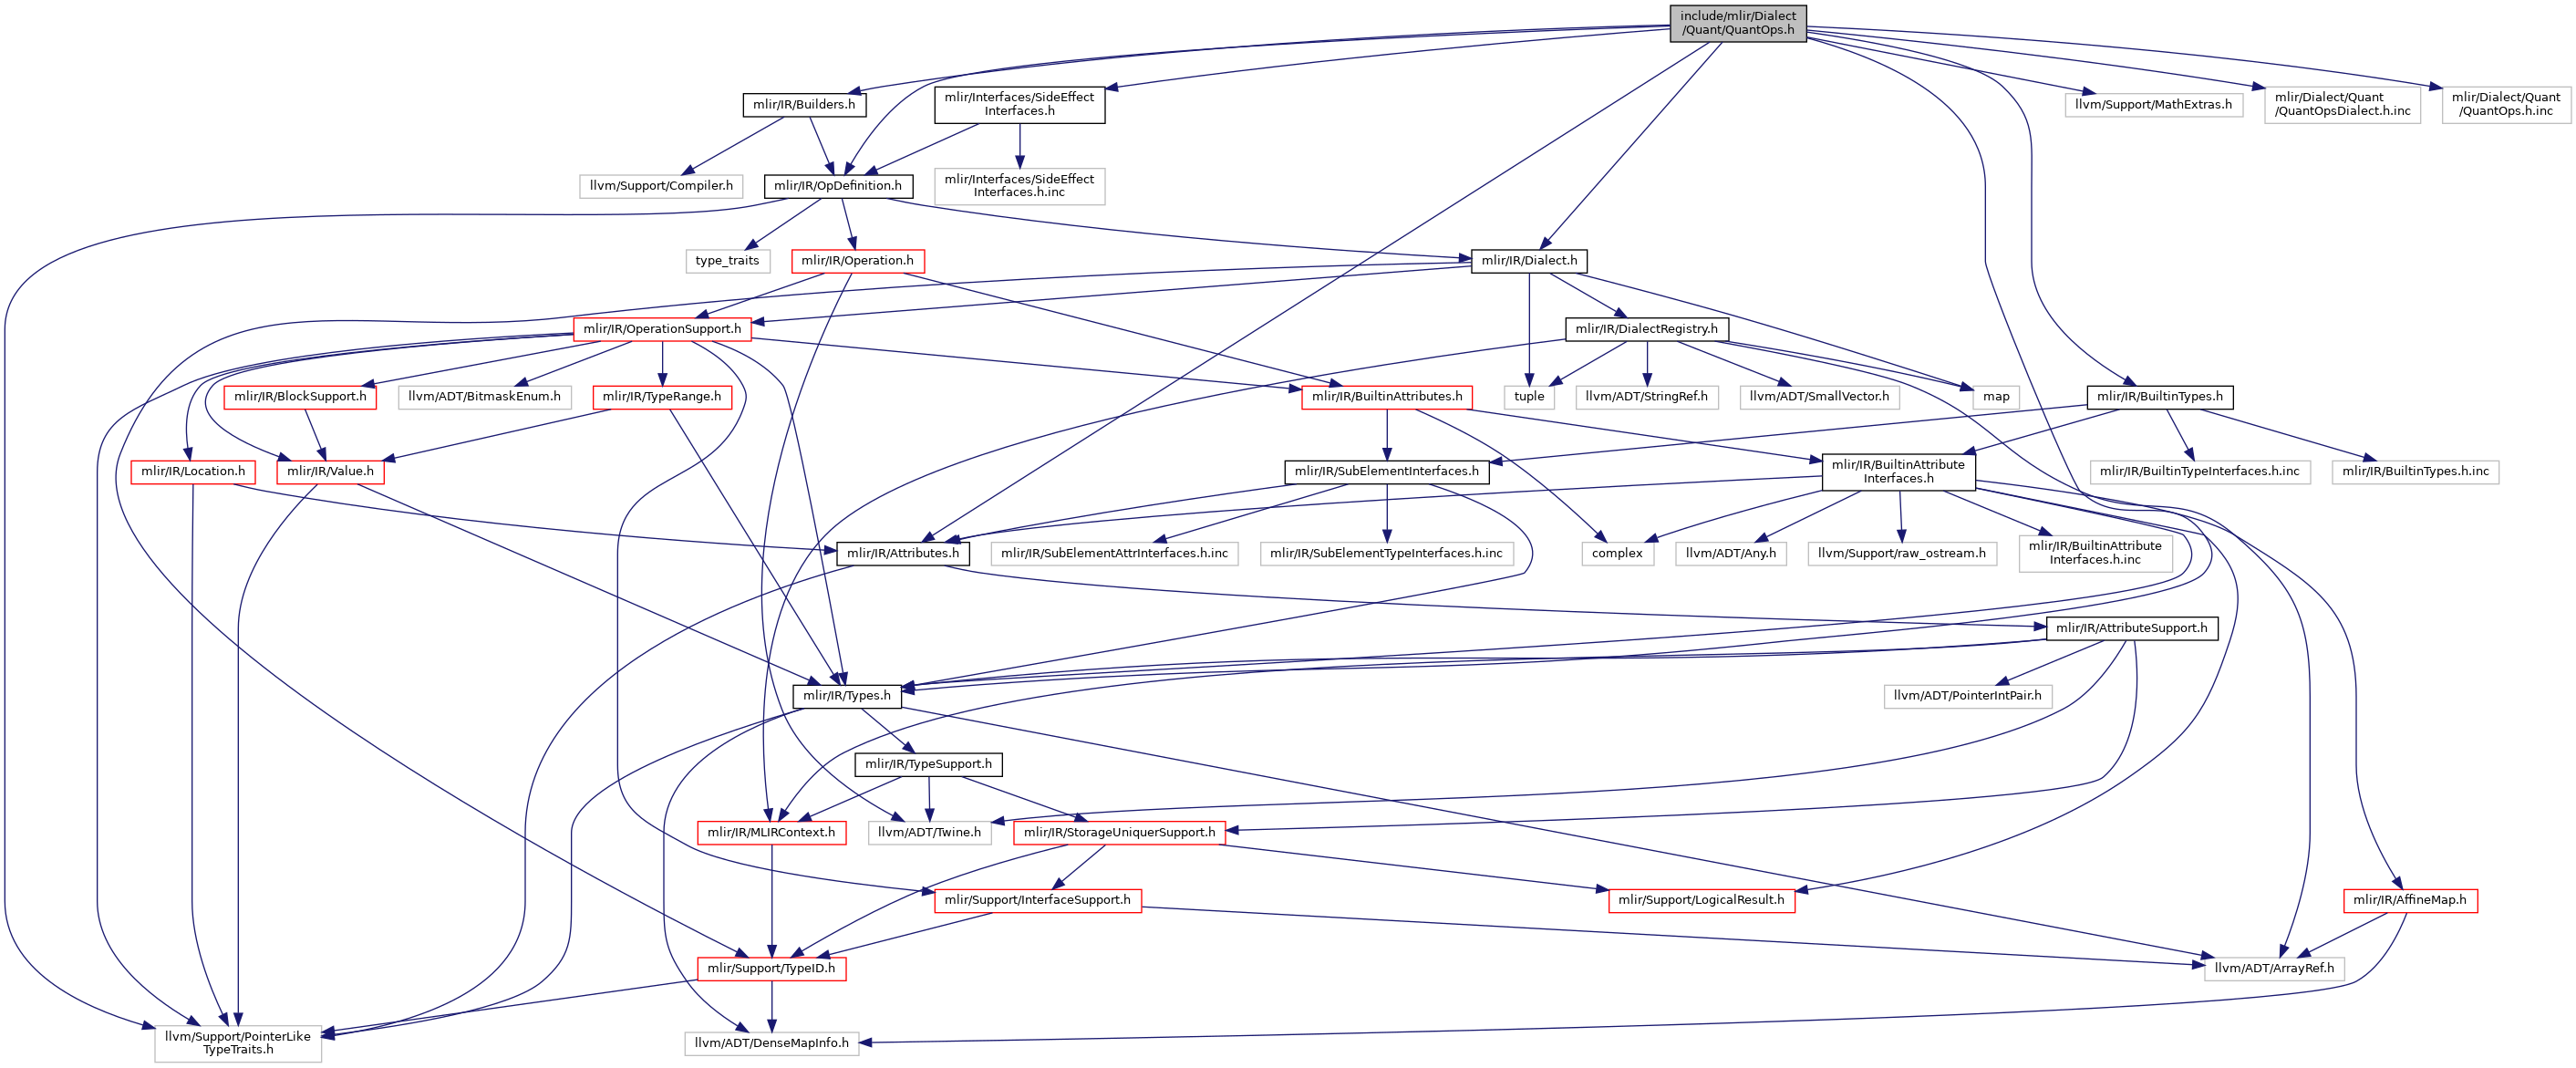 include/mlir/Dialect
/Quant/QuantOps.h
mlir/IR/Builders.h
mlir/Interfaces/SideEffect
Interfaces.h
llvm/Support/MathExtras.h
mlir/Dialect/Quant
/QuantOpsDialect.h.inc
mlir/Dialect/Quant
/QuantOps.h.inc
llvm/Support/Compiler.h
mlir/IR/OpDefinition.h
mlir/Interfaces/SideEffect
Interfaces.h.inc
type_traits
mlir/IR/Operation.h
mlir/IR/Dialect.h
mlir/IR/OperationSupport.h
mlir/IR/DialectRegistry.h
mlir/IR/BlockSupport.h
llvm/ADT/BitmaskEnum.h
mlir/IR/TypeRange.h
mlir/IR/BuiltinAttributes.h
tuple
llvm/ADT/StringRef.h
llvm/ADT/SmallVector.h
map
mlir/IR/BuiltinTypes.h
mlir/IR/Location.h
mlir/IR/Value.h
mlir/IR/SubElementInterfaces.h
mlir/IR/BuiltinAttribute
Interfaces.h
mlir/IR/BuiltinTypeInterfaces.h.inc
mlir/IR/BuiltinTypes.h.inc
mlir/IR/Attributes.h
mlir/IR/SubElementAttrInterfaces.h.inc
mlir/IR/SubElementTypeInterfaces.h.inc
complex
llvm/ADT/Any.h
llvm/Support/raw_ostream.h
mlir/IR/BuiltinAttribute
Interfaces.h.inc
mlir/IR/AttributeSupport.h
mlir/IR/Types.h
llvm/ADT/PointerIntPair.h
mlir/IR/TypeSupport.h
mlir/IR/MLIRContext.h
llvm/ADT/Twine.h
mlir/IR/StorageUniquerSupport.h
mlir/Support/InterfaceSupport.h
mlir/Support/LogicalResult.h
mlir/IR/AffineMap.h
mlir/Support/TypeID.h
llvm/ADT/ArrayRef.h
llvm/Support/PointerLike
TypeTraits.h
llvm/ADT/DenseMapInfo.h